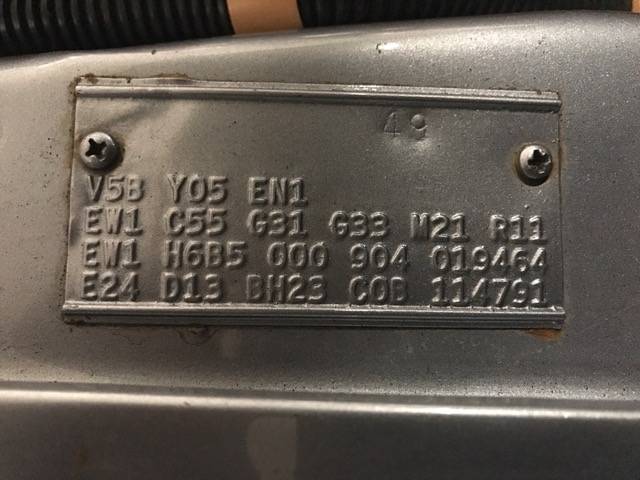 49
V5B Y05 EN1
EW1 C55 G31 G33 M21 R11
EW1 H6B5 000 904 019464
E24 D13 BH23 C0B 114791